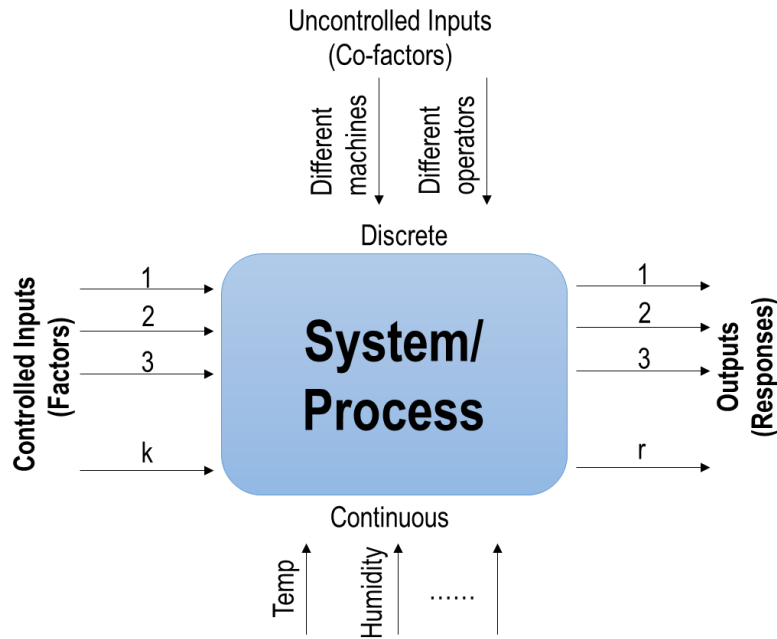 Uncontrolled Inputs
(Co-factors)
Different
machines
Different
operators
Discrete
Controlled Inputs
(Factors)
1
2
3
k
System/
Process
1
2
3
r
Outputs
(Responses)
Continuous
Temp
Humidity
......